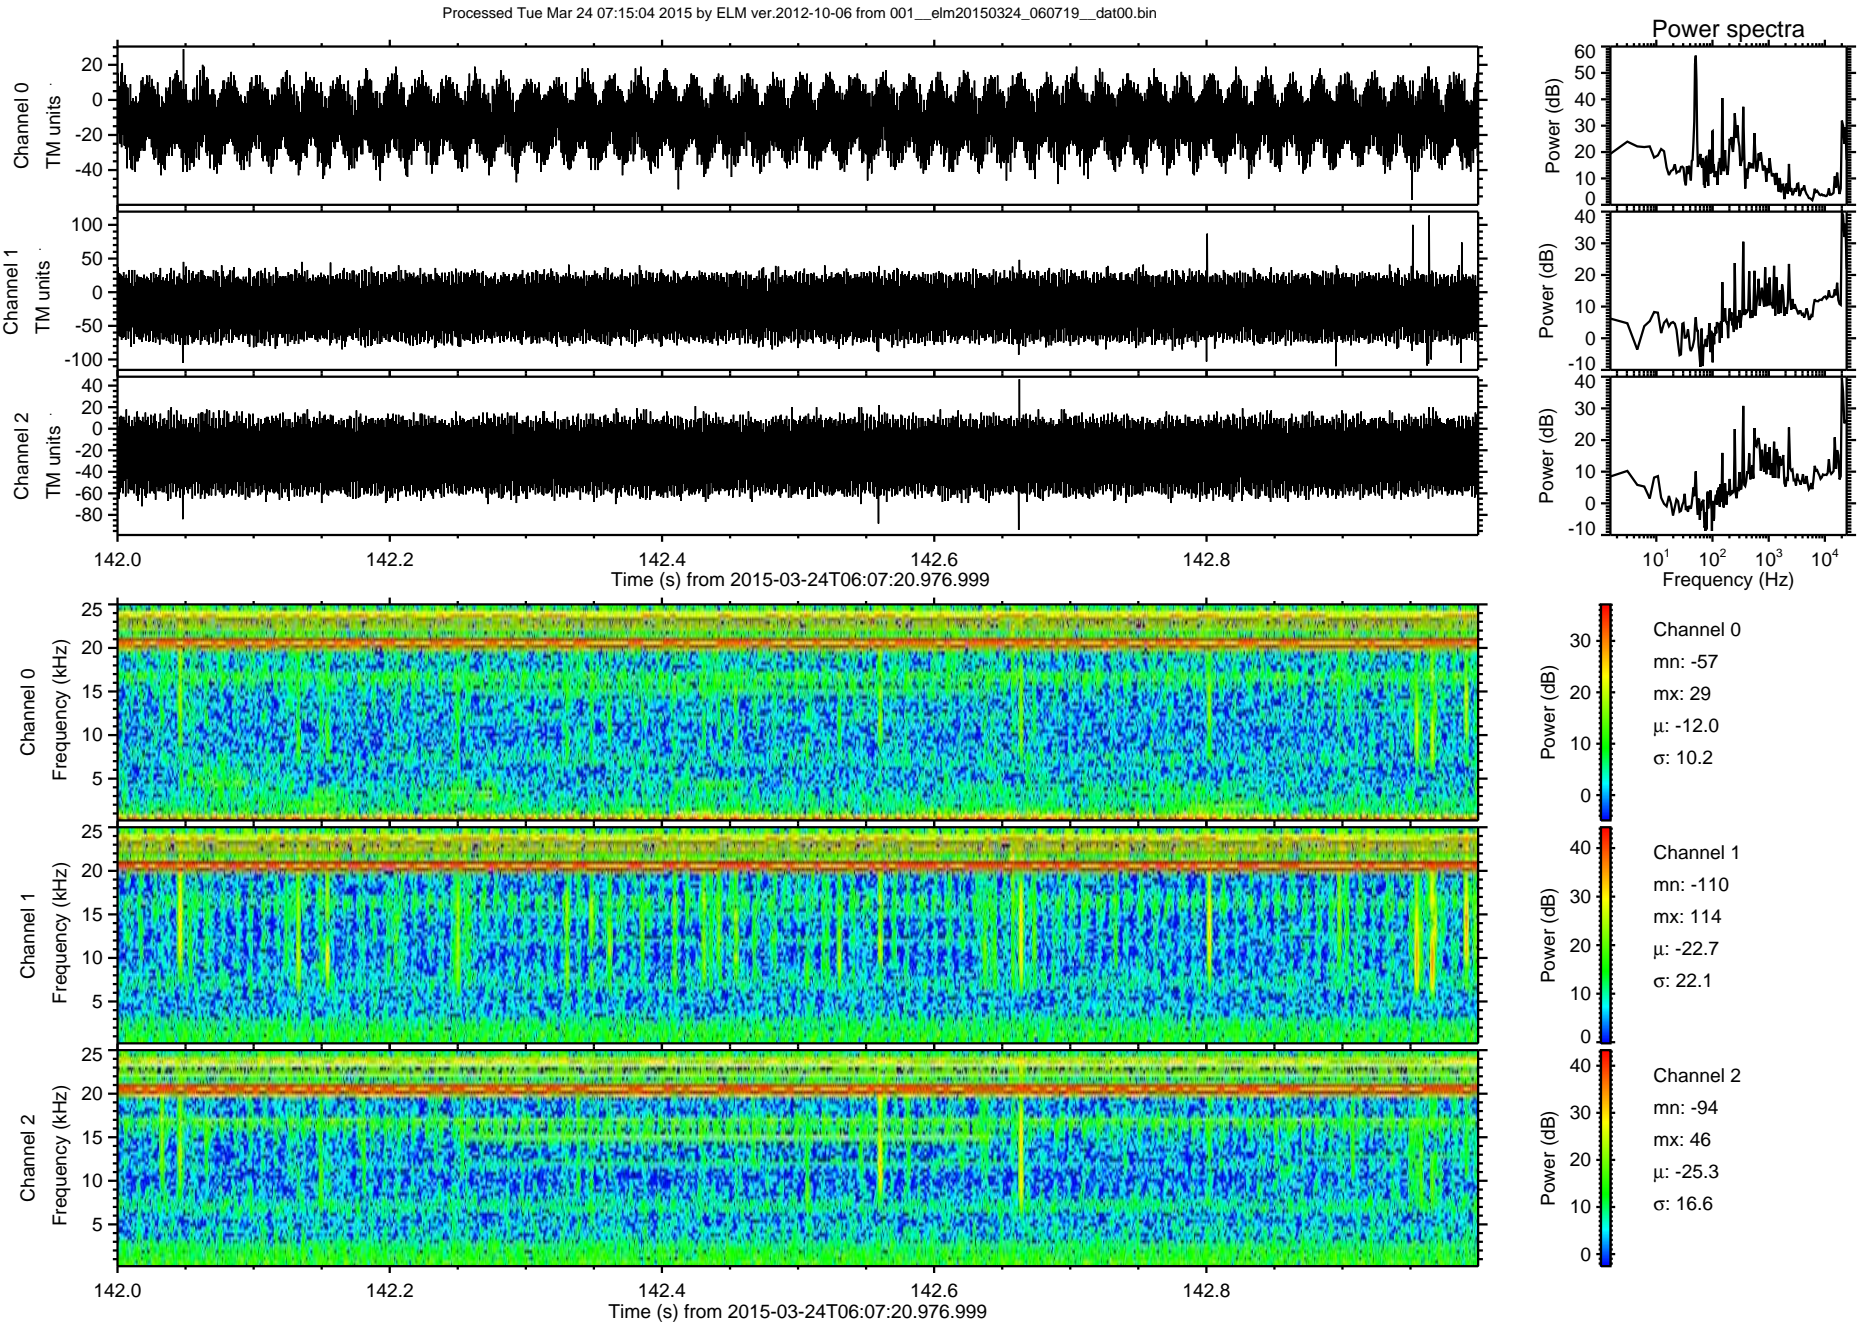 Processed Tue Mar 24 07:15:04 2015 by ELM ver.2012-10-06 from 001__elm20150324_060719__dat00.bin
Power spectra
Channel 0
TM units
20
0
-20
-40
Power (dB)
60
50
40
30
20
10
0
Channel 1
TM units
100
50
0
-50
-100
Power (dB)
40
30
20
10
0
-10
Channel 2
TM units
40
20
0
-20
-40
-60
-80
Power (dB)
40
30
20
10
0
-10
142.0 142.2 142.4 142.6 142.8
Time (s) from 2015-03-24T06:07:20.976.999
10¹ 10² 10³ 10⁴
Frequency (Hz)
Channel 0
Frequency (kHz)
25
20
15
10
5
Power (dB)
30
20
10
0
Channel 0
mn: -57
mx: 29
μ: -12.0
σ: 10.2
Channel 1
Frequency (kHz)
25
20
15
10
5
Power (dB)
40
30
20
10
0
Channel 1
mn: -110
mx: 114
μ: -22.7
σ: 22.1
Channel 2
Frequency (kHz)
25
20
15
10
5
Power (dB)
40
30
20
10
0
Channel 2
mn: -94
mx: 46
μ: -25.3
σ: 16.6
142.0 142.2 142.4 142.6 142.8
Time (s) from 2015-03-24T06:07:20.976.999